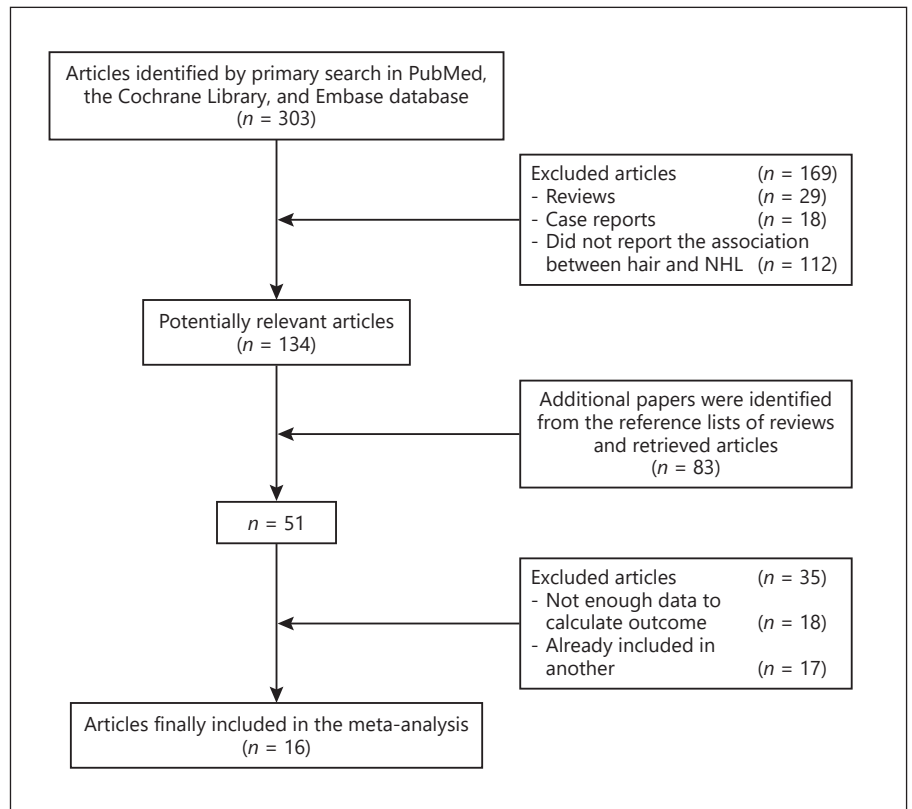 Articles identified by primary search in PubMed,
the Cochrane Library, and Embase database
(n = 303)
Excluded articles (n = 169)
- Reviews (n = 29)
- Case reports (n = 18)
- Did not report the association
between hair and NHL (n = 112)
Potentially relevant articles
(n = 134)
Additional papers were identified
from the reference lists of reviews
and retrieved articles
(n = 83)
n = 51
Excluded articles (n = 35)
- Not enough data to
calculate outcome (n = 18)
- Already included in
another (n = 17)
Articles finally included in the meta-analysis
(n = 16)